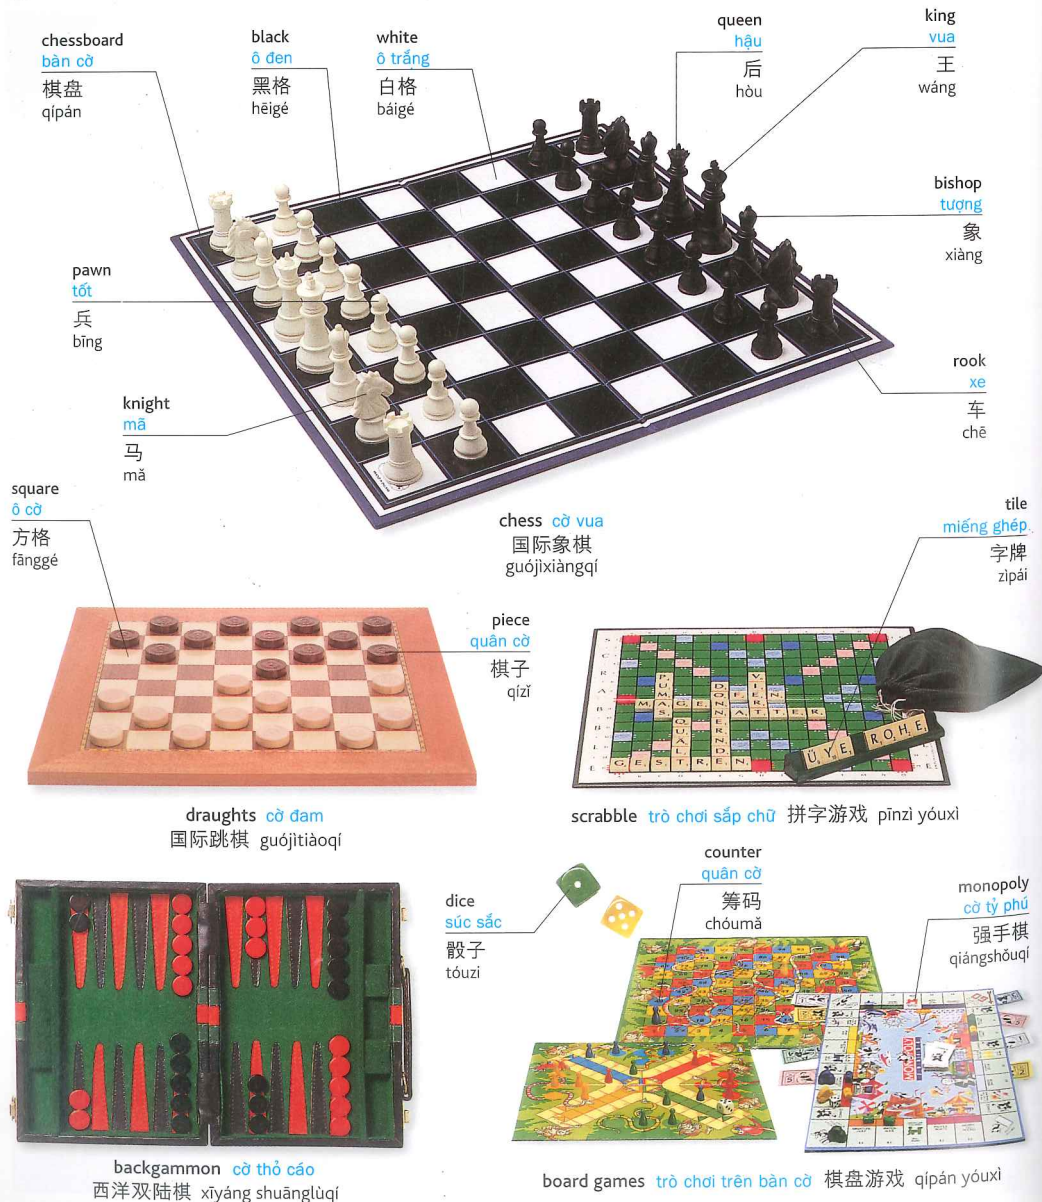 chessboard
bàn cờ
棋盘
qípán
black
ô đen
黑格
hēigé
white
ô trắng
白格
báigé
queen
hậu
后
hòu
king
vua
王
wáng
bishop
tượng
象
xiàng
pawn
tốt
兵
bīng
rook
xe
车
chē
knight
mã
马
mǎ
chess cờ vua
国际象棋
guójìxiàngqí
square
ô cờ
方格
fānggé
piece
quân cờ
棋子
qízǐ
tile
miếng ghép
字牌
zìpái
ÜYE ROHE
GESTREN
draughts cờ đam
国际跳棋 guójìtiàoqí
scrabble trò chơi sắp chữ 拼字游戏 pīnzì yóuxì
dice
súc sắc
骰子
tóuzi
counter
quân cờ
筹码
chóumǎ
monopoly
cờ tỷ phú
强手棋
qiángshǒuqí
MONOPOLY
backgammon cờ thỏ cáo
西洋双陆棋 xīyáng shuānglùqí
board games trò chơi trên bàn cờ 棋盘游戏 qípán yóuxì